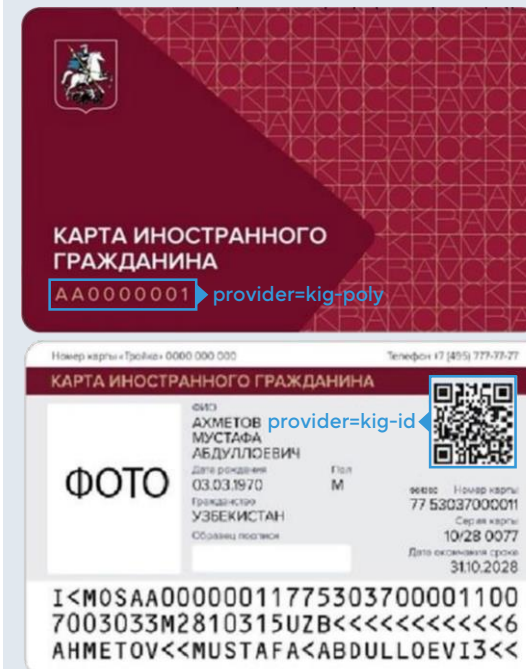 КАРТА ИНОСТРАННОГО
ГРАЖДАНИНА
АА0000001 provider=kig-poly
Номер карты «Тройка» 0000 000 000 Телефон +7 (495) 777-77-77
КАРТА ИНОСТРАННОГО ГРАЖДАНИНА
ФОТО
ФИО
АХМЕТОВ provider=kig-id
МУСТАФА
АБДУЛЛОЕВИЧ
Дата рождения Пол
03.03.1970 М
Гражданство
УЗБЕКИСТАН
Образец подписи
Номер карты
77 53037000011
Серия карты
10/28 0077
Дата окончания срока
31.10.2028
I<MOSAA00000011775303700001100
7003033M2810315UZB<<<<<<<<<<<6
AHMETOV<<MUSTAFA<ABDULLOEVI3<<